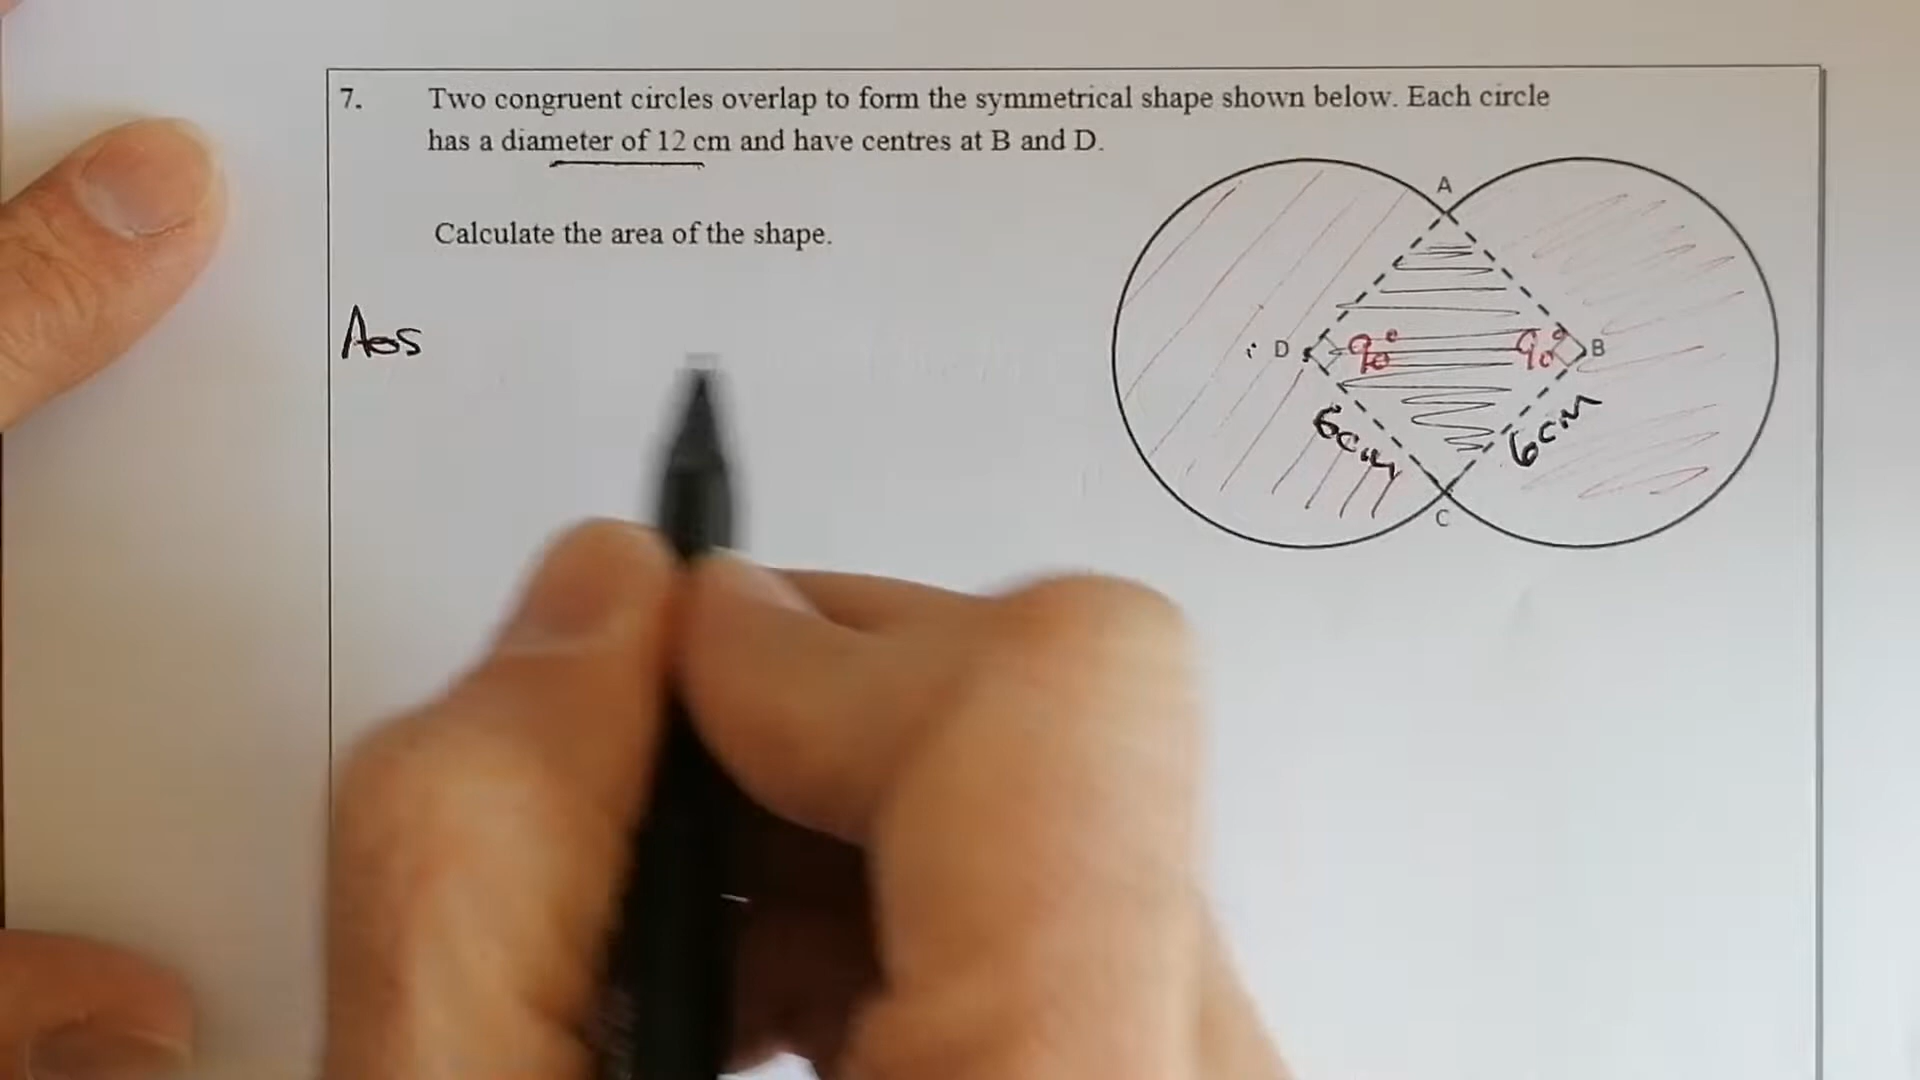 7. Two congruent circles overlap to form the symmetrical shape shown below. Each circle
has a diameter of 12 cm and have centres at B and D.
Calculate the area of the shape.
A
AoS
D 90° 90° B
6cm 6cm
C